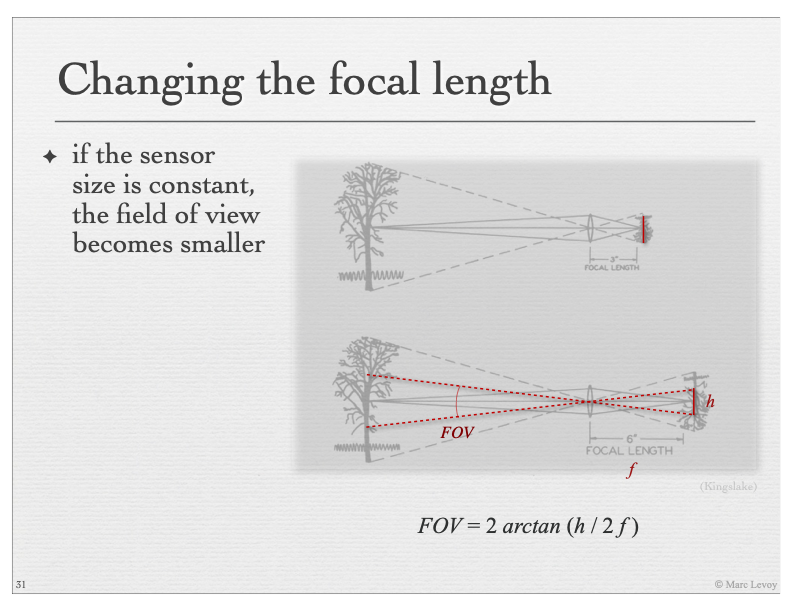 Changing the focal length
✦ if the sensor
size is constant,
the field of view
becomes smaller
3"
FOCAL LENGTH
h
FOV
6"
FOCAL LENGTH
f
(Kingslake)
FOV = 2 arctan (h / 2 f )
31
© Marc Levoy